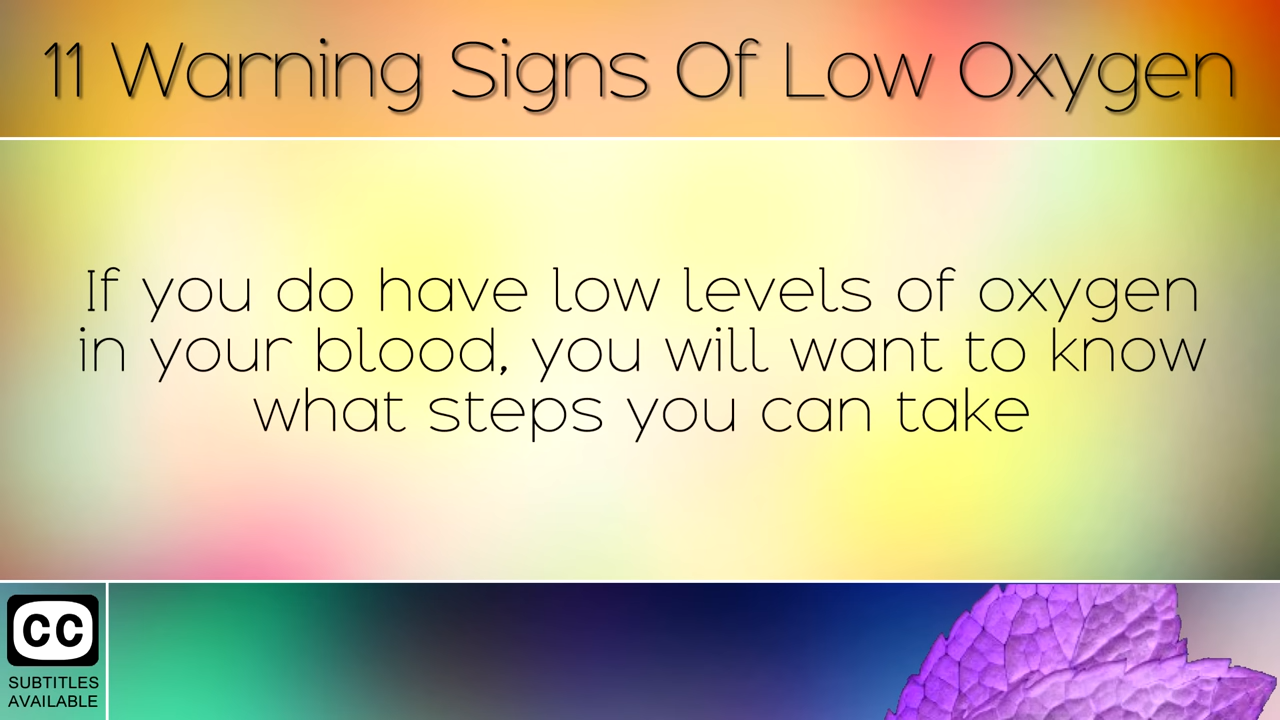 11 Warning Signs Of Low Oxygen
If you do have low levels of oxygen
in your blood, you will want to know
what steps you can take
CC
SUBTITLES
AVAILABLE